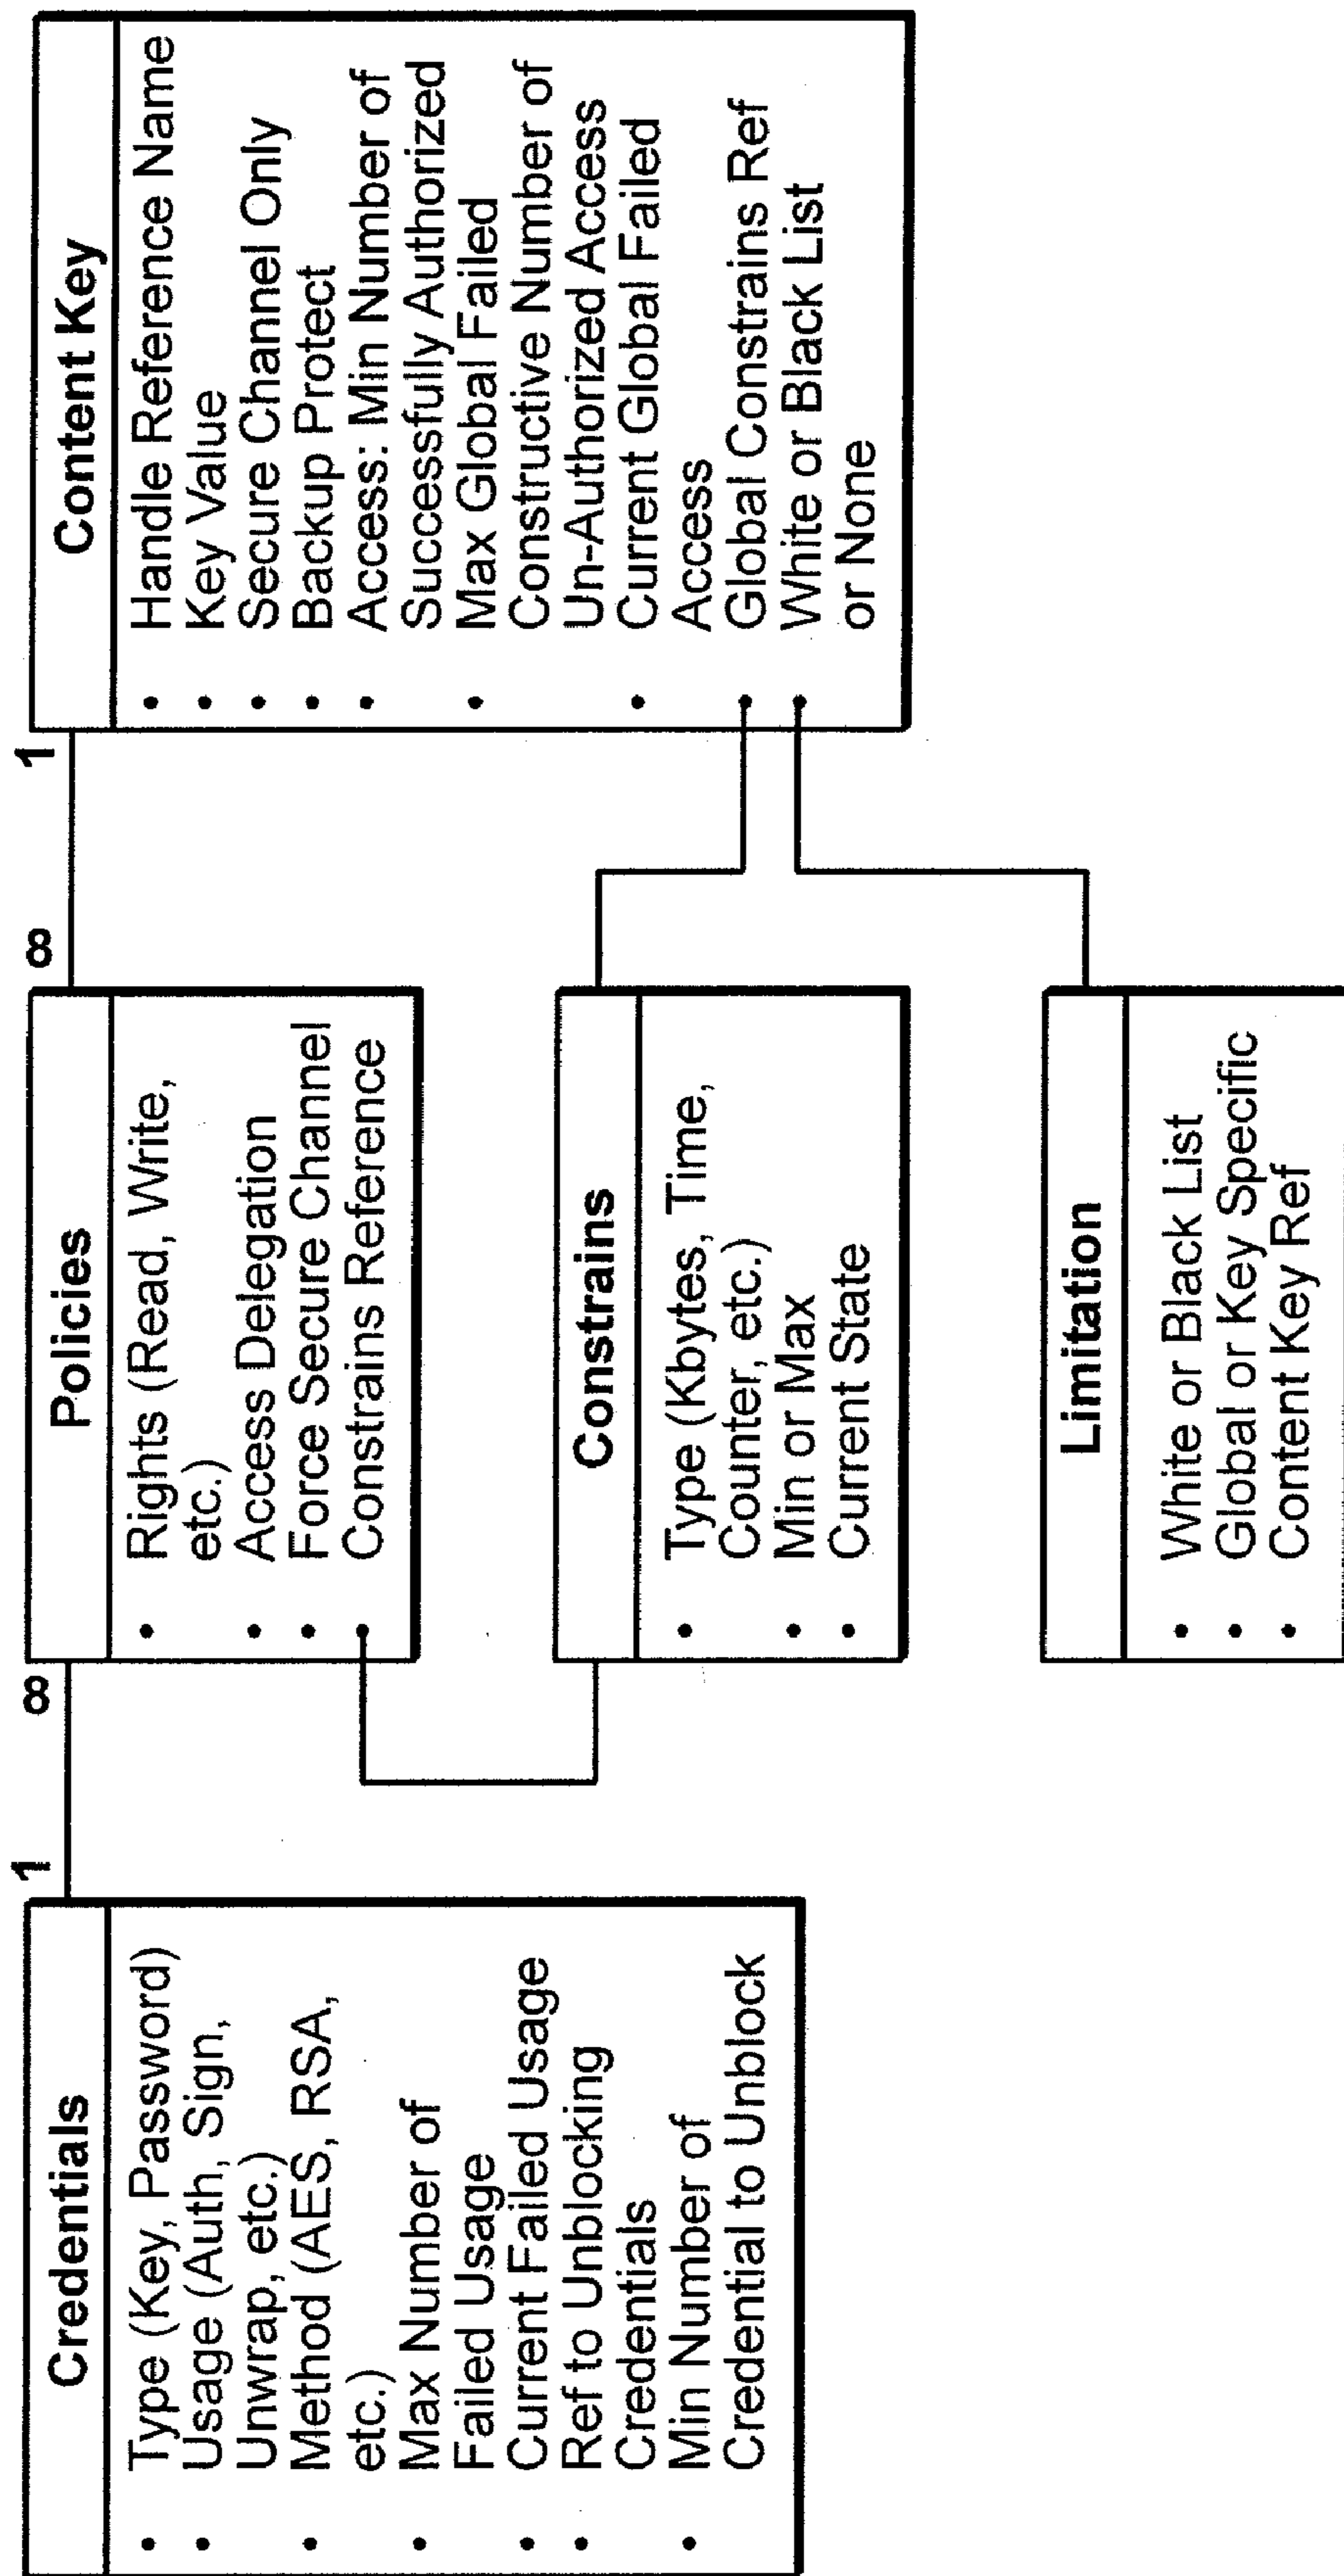 Credentials
• Type (Key, Password)
• Usage (Auth, Sign,
Unwrap, etc.)
• Method (AES, RSA,
etc.)
• Max Number of
Failed Usage
• Current Failed Usage
• Ref to Unblocking
Credentials
• Min Number of
Credential to Unblock
1
8
Policies
• Rights (Read, Write,
etc.)
• Access Delegation
• Force Secure Channel
• Constrains Reference
8
1
Constrains
• Type (Kbytes, Time,
Counter, etc.)
• Min or Max
• Current State
Limitation
• White or Black List
• Global or Key Specific
• Content Key Ref
Content Key
• Handle Reference Name
• Key Value
• Secure Channel Only
• Backup Protect
• Access: Min Number of
Successfully Authorized
• Max Global Failed
Constructive Number of
Un-Authorized Access
• Current Global Failed
Access
• Global Constrains Ref
• White or Black List
or None